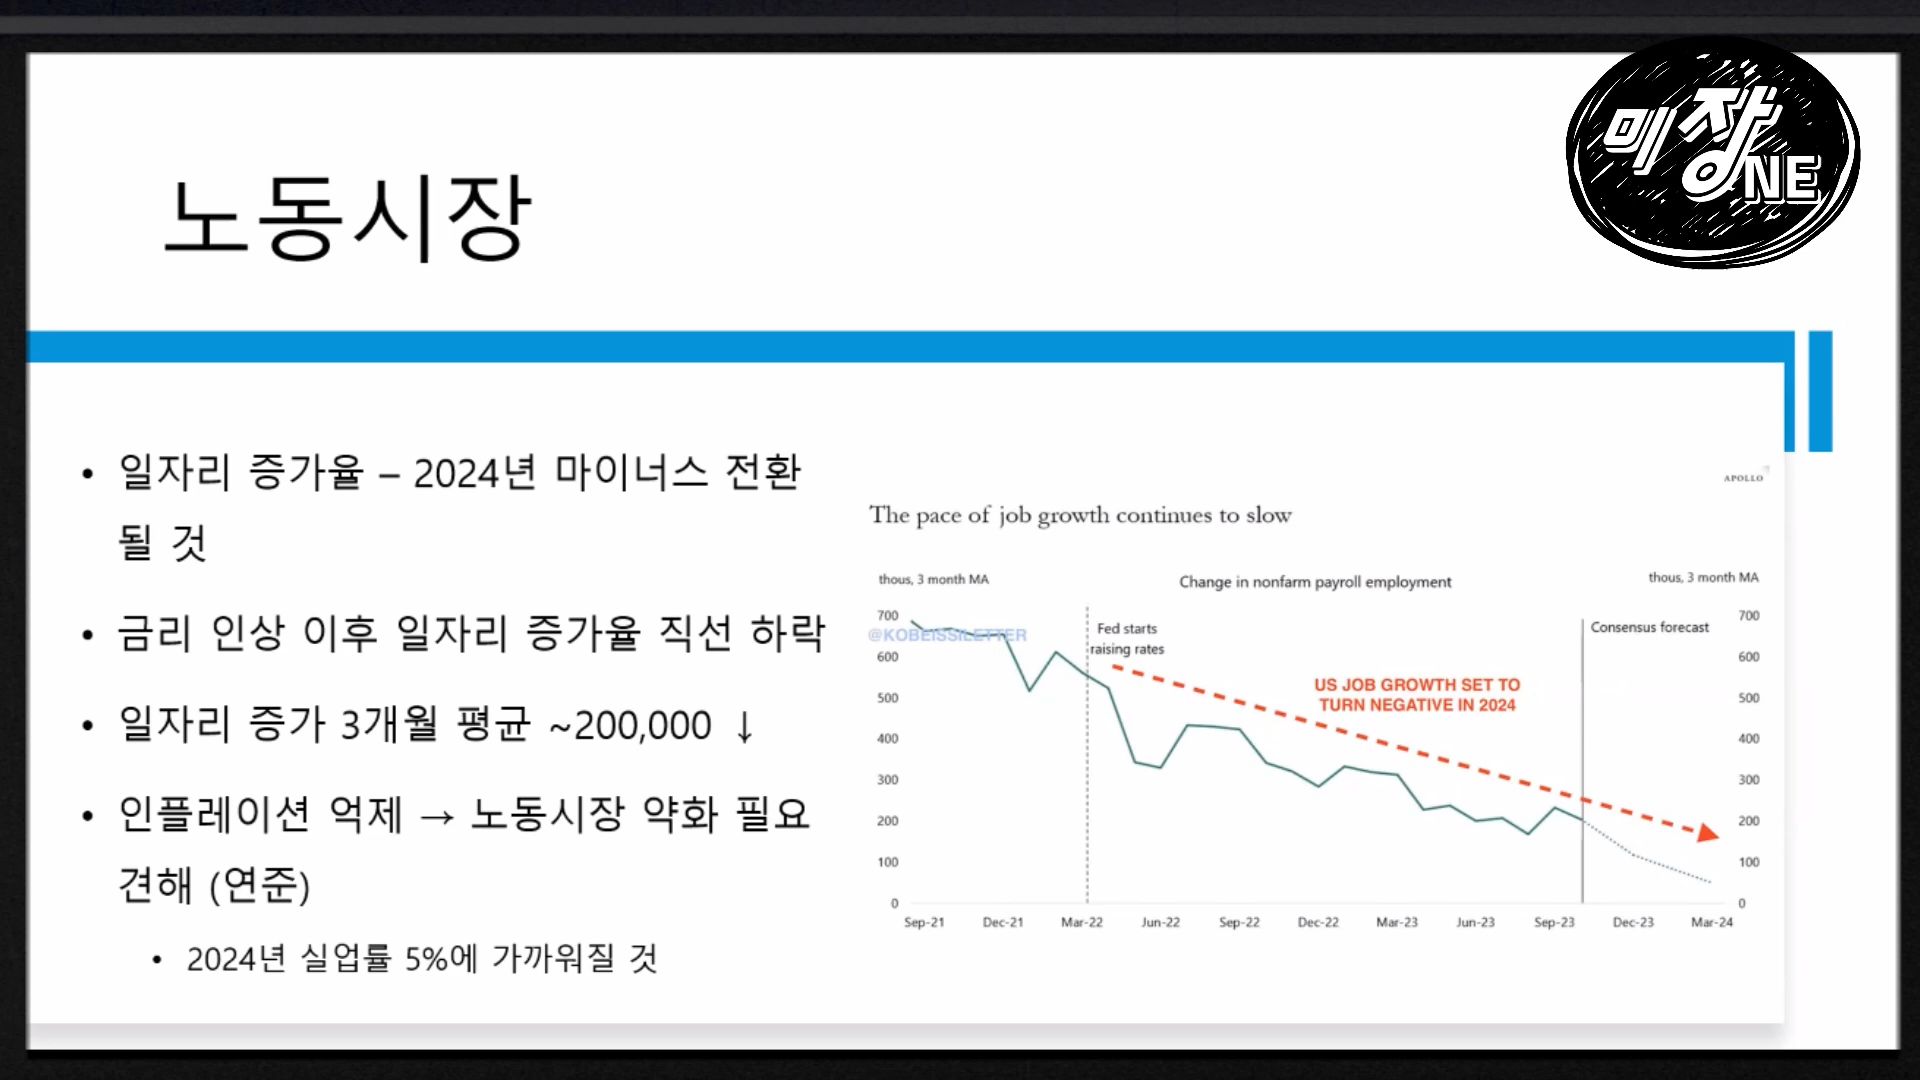 미장NE
노동시장
• 일자리 증가율 – 2024년 마이너스 전환
될 것
• 금리 인상 이후 일자리 증가율 직선 하락
• 일자리 증가 3개월 평균 ~200,000 ↓
• 인플레이션 억제 → 노동시장 약화 필요
견해 (연준)
• 2024년 실업률 5%에 가까워질 것
APOLLO
The pace of job growth continues to slow
thous, 3 month MA
Change in nonfarm payroll employment
thous, 3 month MA
700
600
500
400
300
200
100
0
@KOBEISSILETTER
Fed starts
raising rates
US JOB GROWTH SET TO
TURN NEGATIVE IN 2024
Consensus forecast
700
600
500
400
300
200
100
0
Sep-21 Dec-21 Mar-22 Jun-22 Sep-22 Dec-22 Mar-23 Jun-23 Sep-23 Dec-23 Mar-24